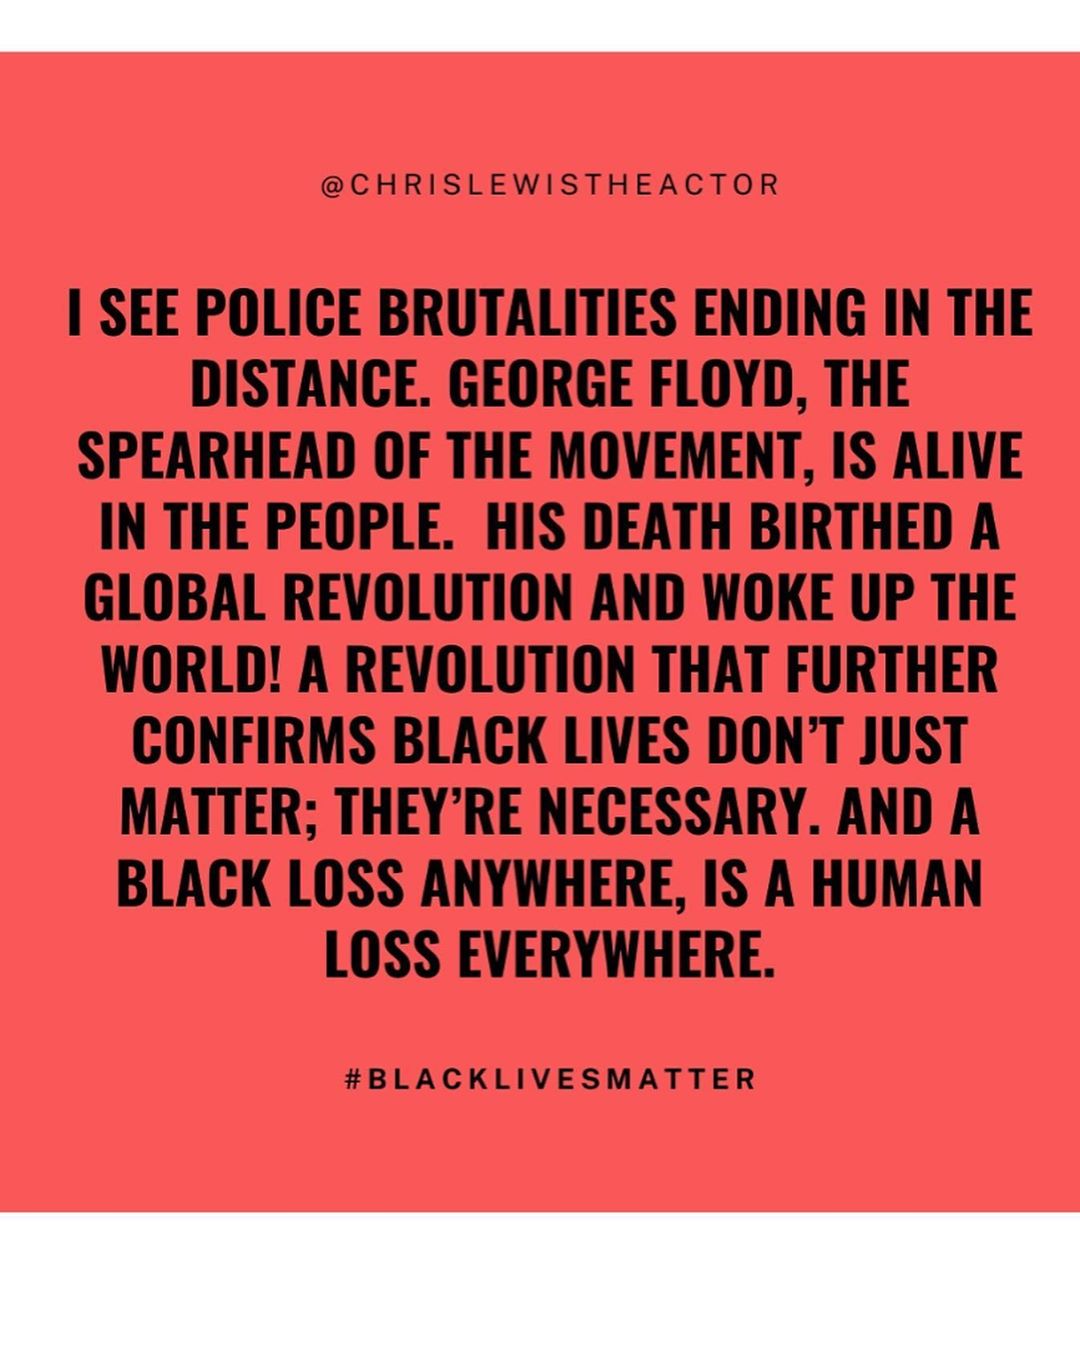 @CHRISLEWISTHEACTOR
I SEE POLICE BRUTALITIES ENDING IN THE
DISTANCE. GEORGE FLOYD, THE
SPEARHEAD OF THE MOVEMENT, IS ALIVE
IN THE PEOPLE.  HIS DEATH BIRTHED A
GLOBAL REVOLUTION AND WOKE UP THE
WORLD! A REVOLUTION THAT FURTHER
CONFIRMS BLACK LIVES DON’T JUST
MATTER; THEY’RE NECESSARY. AND A
BLACK LOSS ANYWHERE, IS A HUMAN
LOSS EVERYWHERE.
#BLACKLIVESMATTER